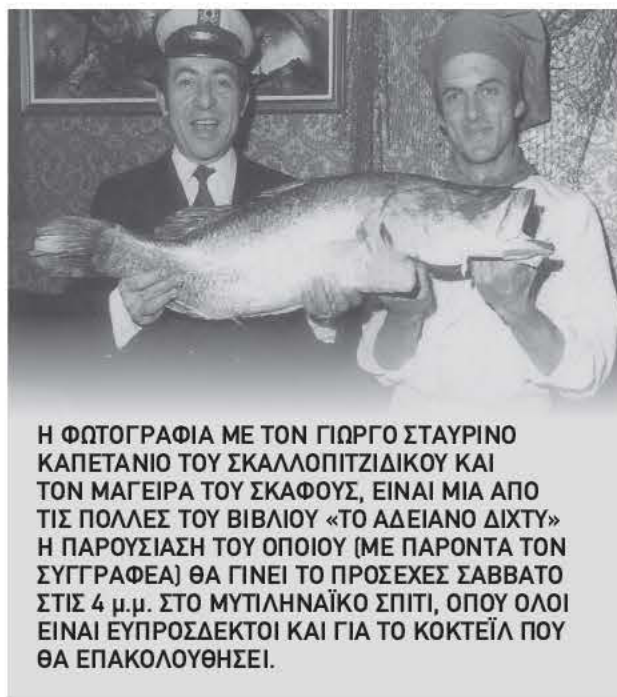 Η ΦΩΤΟΓΡΑΦΙΑ ΜΕ ΤΟΝ ΓΙΩΡΓΟ ΣΤΑΥΡΙΝΟ
ΚΑΠΕΤΑΝΙΟ ΤΟΥ ΣΚΑΛΛΟΠΙΤΖΙΔΙΚΟΥ ΚΑΙ
ΤΟΝ ΜΑΓΕΙΡΑ ΤΟΥ ΣΚΑΦΟΥΣ, ΕΙΝΑΙ ΜΙΑ ΑΠΟ
ΤΙΣ ΠΟΛΛΕΣ ΤΟΥ ΒΙΒΛΙΟΥ «ΤΟ ΑΔΕΙΑΝΟ ΔΙΧΤΥ»
Η ΠΑΡΟΥΣΙΑΣΗ ΤΟΥ ΟΠΟΙΟΥ (ΜΕ ΠΑΡΟΝΤΑ ΤΟΝ
ΣΥΓΓΡΑΦΕΑ) ΘΑ ΓΙΝΕΙ ΤΟ ΠΡΟΣΕΧΕΣ ΣΑΒΒΑΤΟ
ΣΤΙΣ 4 μ.μ. ΣΤΟ ΜΥΤΙΛΗΝΑΪΚΟ ΣΠΙΤΙ, ΟΠΟΥ ΟΛΟΙ
ΕΙΝΑΙ ΕΥΠΡΟΣΔΕΚΤΟΙ ΚΑΙ ΓΙΑ ΤΟ ΚΟΚΤΕΪΛ ΠΟΥ
ΘΑ ΕΠΑΚΟΛΟΥΘΗΣΕΙ.